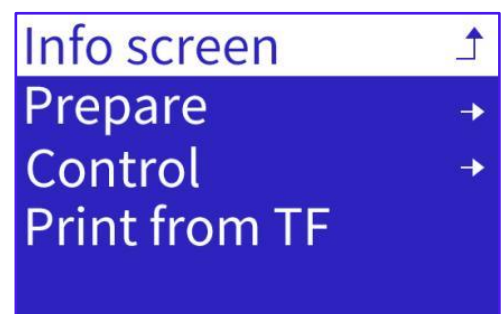 Info screen
Prepare
Control
Print from TF